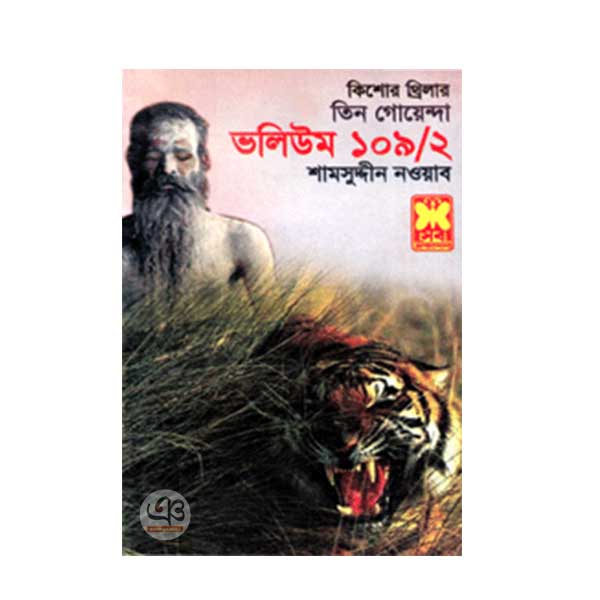 কিশোর থ্রিলার
তিন গোয়েন্দা
ভলিউম ১০৯/২
শামসুদ্দীন নওয়াব
সেবা